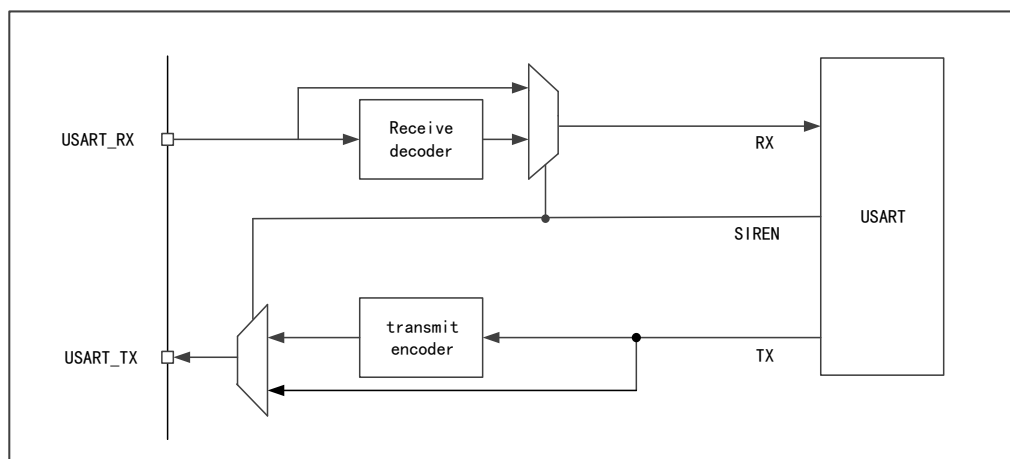 USART_RX
Receive
decoder
RX
USART
SIREN
USART_TX
transmit
encoder
TX